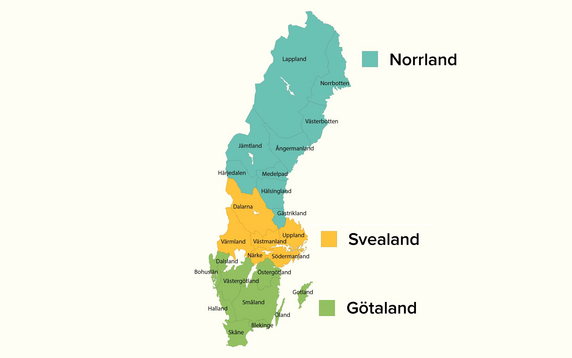 Lappland
Norrland
Norrbotten
Västerbotten
Jämtland
Ångermanland
Härjedalen
Medelpad
Hälsingland
Dalarna
Gästrikland
Uppland
Svealand
Värmland
Västmanland
Närke
Södermanland
Dalsland
Bohuslän
Östergötland
Västergötland
Gotland
Småland
Götaland
Halland
Öland
Blekinge
Skåne